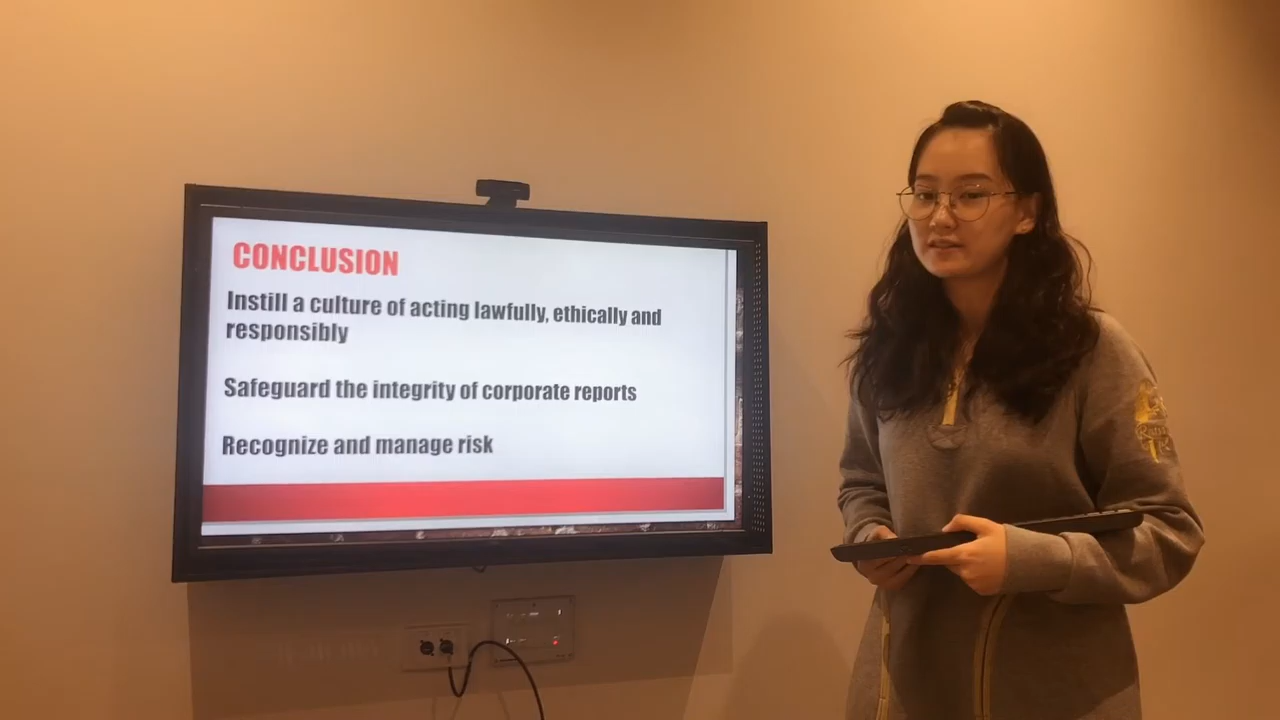 CONCLUSION
Instill a culture of acting lawfully, ethically and
responsibly
Safeguard the integrity of corporate reports
Recognize and manage risk